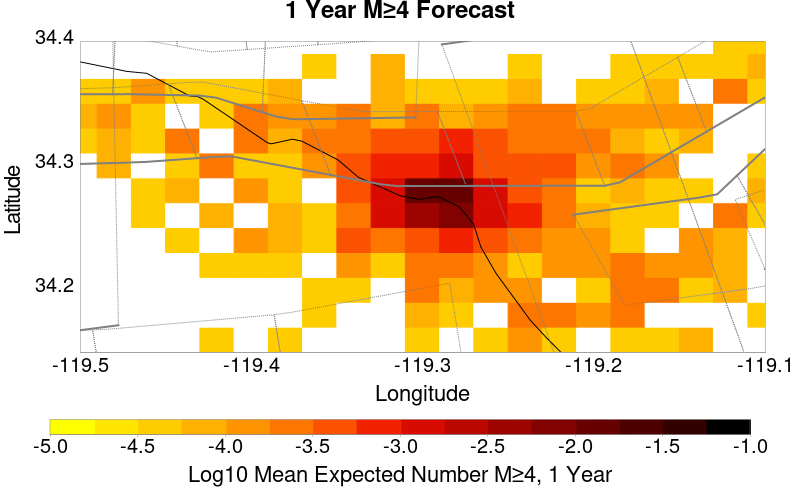 1 Year M≥4 Forecast
34.4
34.3
34.2
Latitude
-119.5 -119.4 -119.3 -119.2 -119.1
Longitude
-5.0 -4.5 -4.0 -3.5 -3.0 -2.5 -2.0 -1.5 -1.0
Log10 Mean Expected Number M≥4, 1 Year